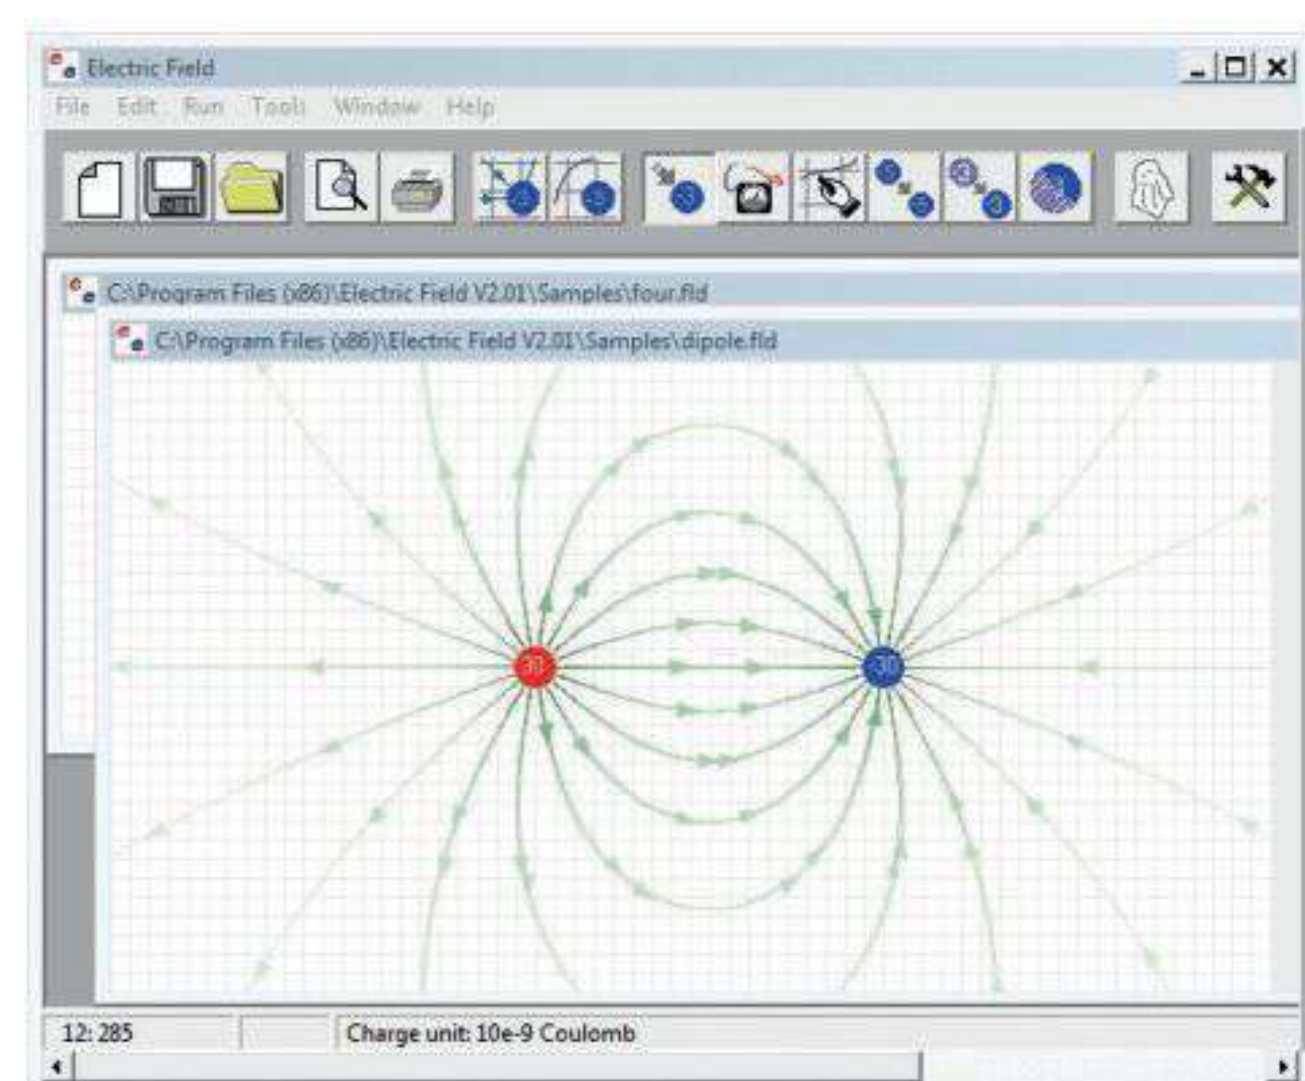 Electric Field
File Edit Run Tools Window Help
C:\Program Files (x86)\Electric Field V2.01\Samples\four.fld
C:\Program Files (x86)\Electric Field V2.01\Samples\dipole.fld
30 -30
12: 285 Charge unit: 10e-9 Coulomb